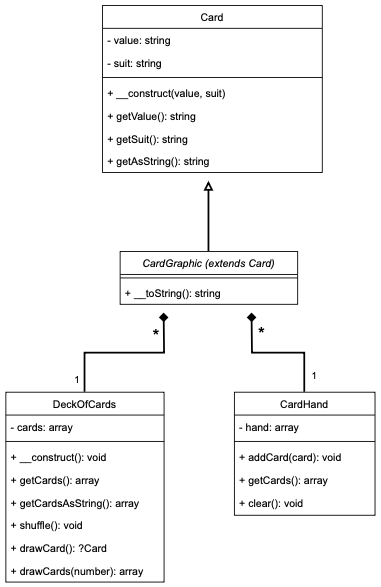 Card
- value: string
- suit: string
+ __construct(value, suit)
+ getValue(): string
+ getSuit(): string
+ getAsString(): string
CardGraphic (extends Card)
+ __toString(): string
*
*
1
1
DeckOfCards
- cards: array
+ __construct(): void
+ getCards(): array
+ getCardsAsString(): array
+ shuffle(): void
+ drawCard(): ?Card
+ drawCards(number): array
CardHand
- hand: array
+ addCard(card): void
+ getCards(): array
+ clear(): void